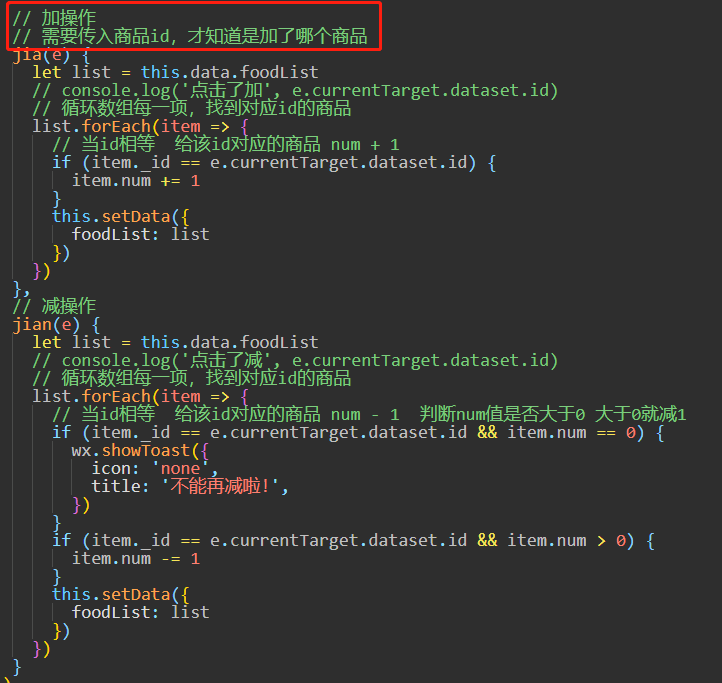 // 加操作
// 需要传入商品id，才知道是加了哪个商品
jia(e) {
let list = this.data.foodList
// console.log('点击了加', e.currentTarget.dataset.id)
// 循环数组每一项，找到对应id的商品
list.forEach(item => {
// 当id相等  给该id对应的商品 num + 1
if (item._id == e.currentTarget.dataset.id) {
item.num += 1
}
this.setData({
foodList: list
})
})
},
// 减操作
jian(e) {
let list = this.data.foodList
// console.log('点击了减', e.currentTarget.dataset.id)
// 循环数组每一项，找到对应id的商品
list.forEach(item => {
// 当id相等  给该id对应的商品 num - 1  判断num值是否大于0 大于0就减1
if (item._id == e.currentTarget.dataset.id && item.num == 0) {
wx.showToast({
icon: 'none',
title: '不能再减啦!',
})
}
if (item._id == e.currentTarget.dataset.id && item.num > 0) {
item.num -= 1
}
this.setData({
foodList: list
})
})
}